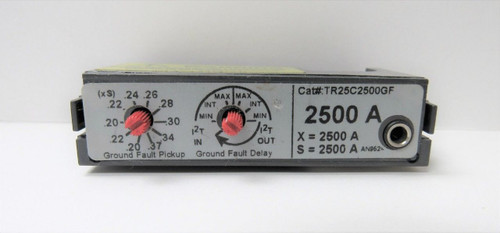 Cat#:TR25C2500GF
2500 A
X = 2500 A
S = 2500 A
(xS)
.24 .26
.22 .28
.20 .30
.22 .34
.20 .37
Ground Fault Pickup
MAX MAX
INT INT
MIN MIN
I²T I²T
IN OUT
Ground Fault Delay